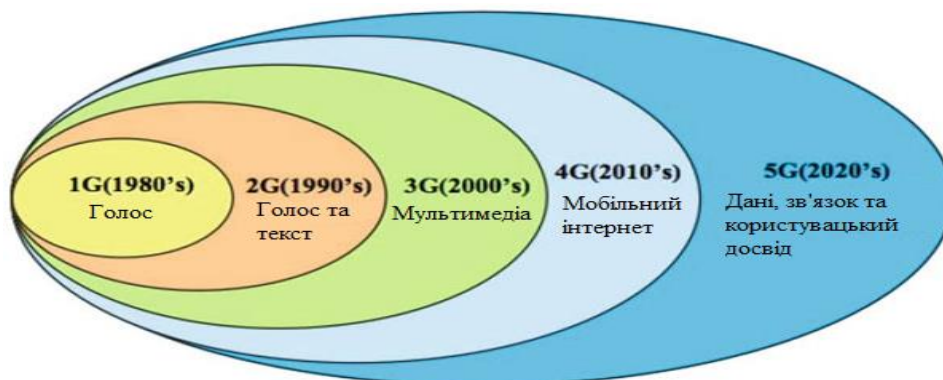 1G(1980's)
Голос
2G(1990's)
Голос та
текст
3G(2000's)
Мультимедіа
4G(2010's)
Мобільний
інтернет
5G(2020's)
Дані, зв'язок та
користувацький
досвід